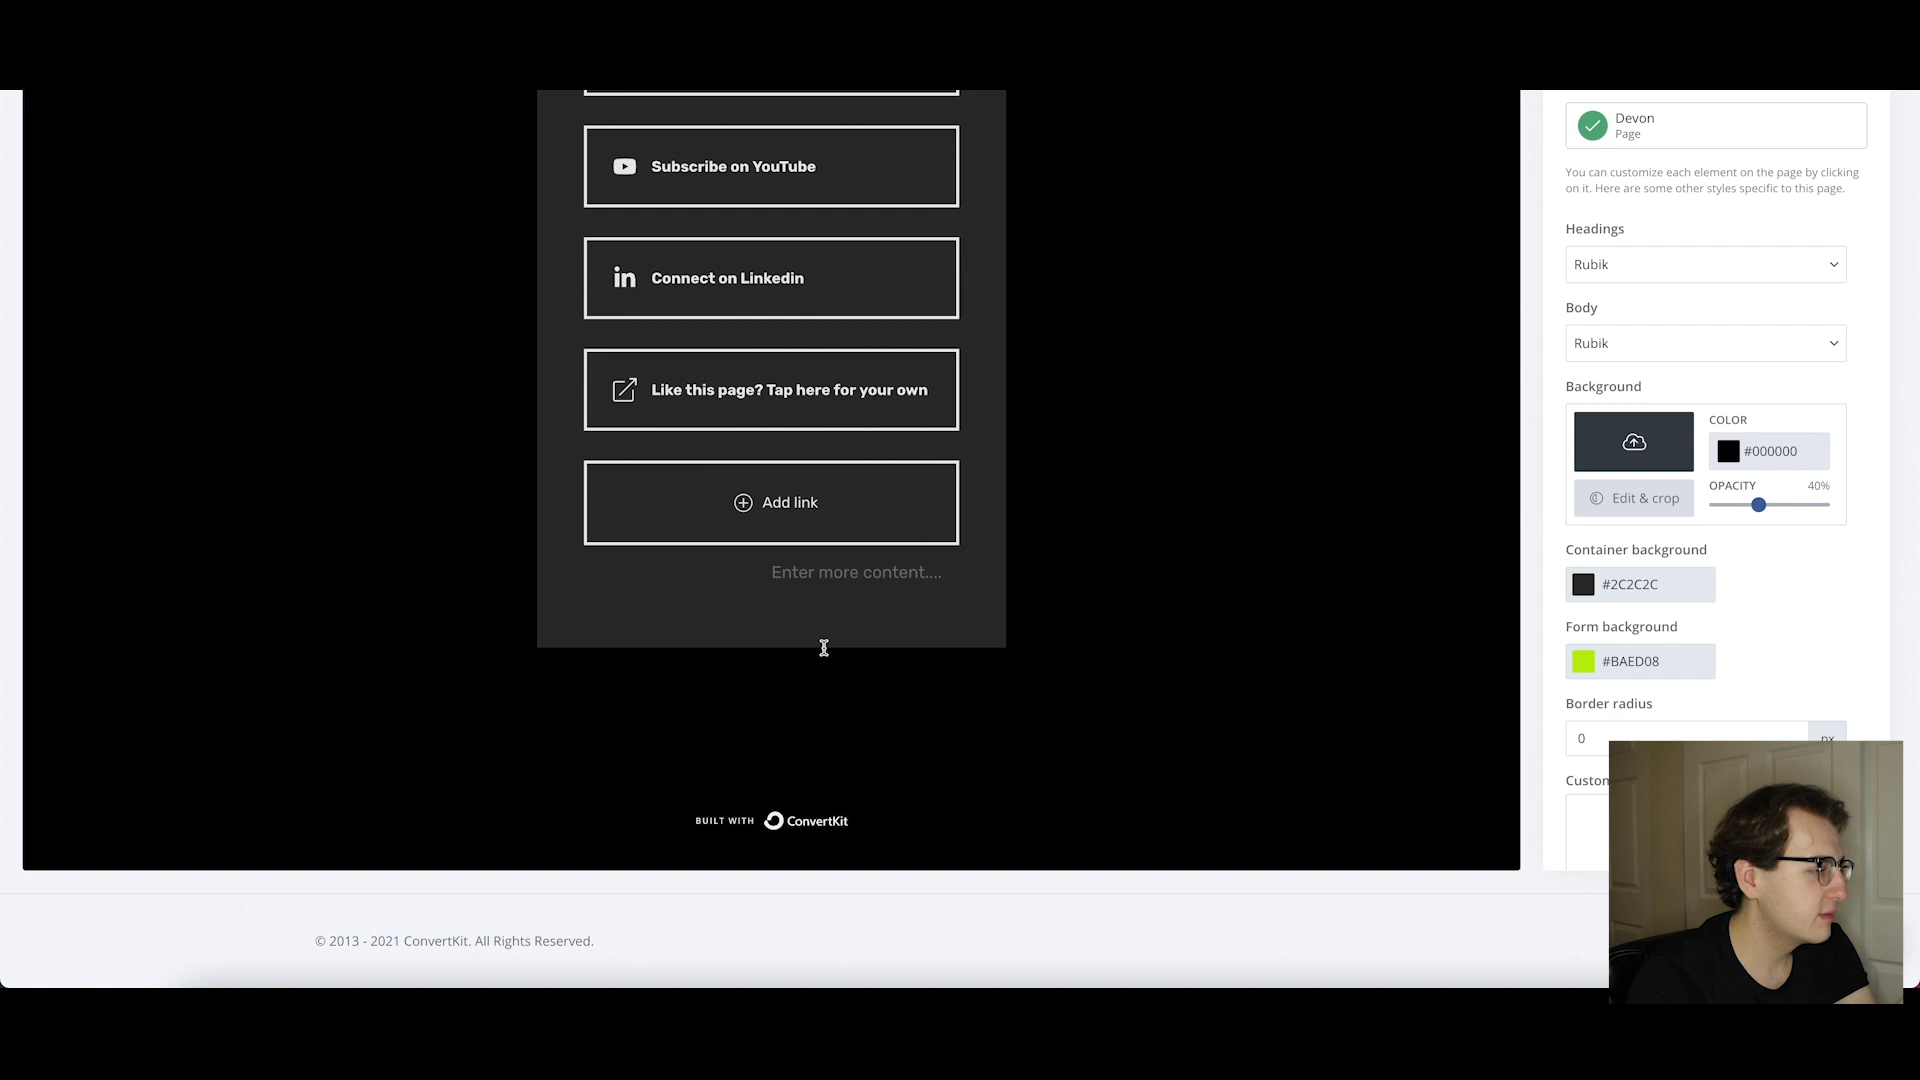 Subscribe on YouTube
Connect on Linkedin
Like this page? Tap here for your own
Add link
Enter more content....
BUILT WITH ConvertKit
© 2013 - 2021 ConvertKit. All Rights Reserved.
Devon
Page
You can customize each element on the page by clicking
on it. Here are some other styles specific to this page.
Headings
Rubik
Body
Rubik
Background
COLOR
#000000
Edit & crop
OPACITY 40%
Container background
#2C2C2C
Form background
#BAED08
Border radius
0 px
Custom